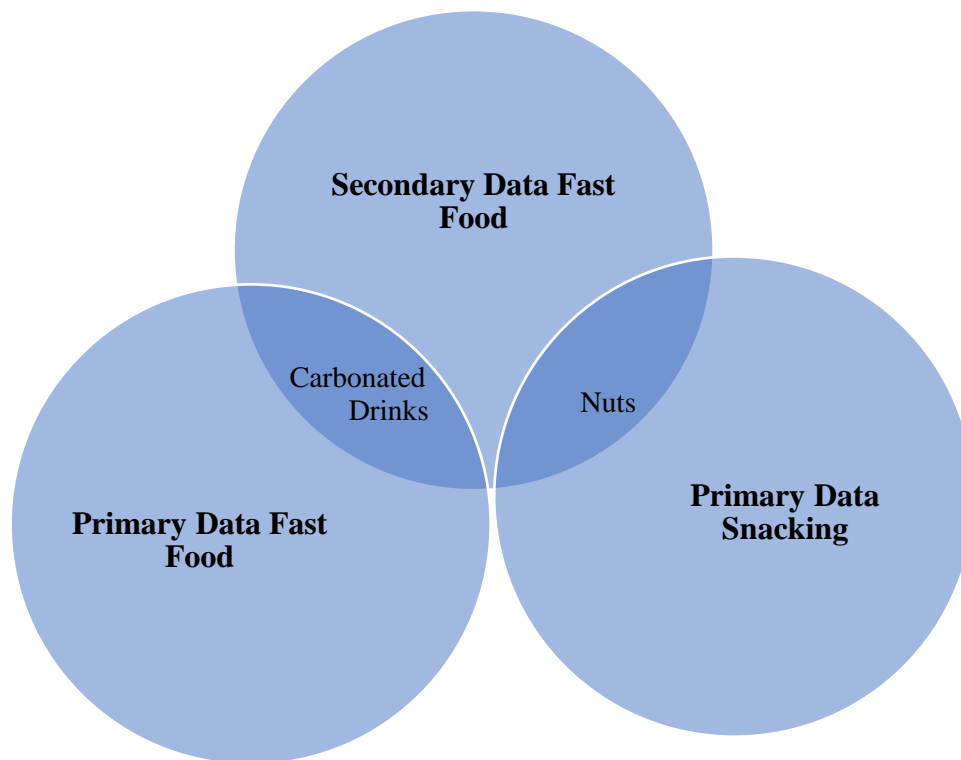 Secondary Data Fast
Food
Carbonated
Drinks
Nuts
Primary Data Fast
Food
Primary Data
Snacking